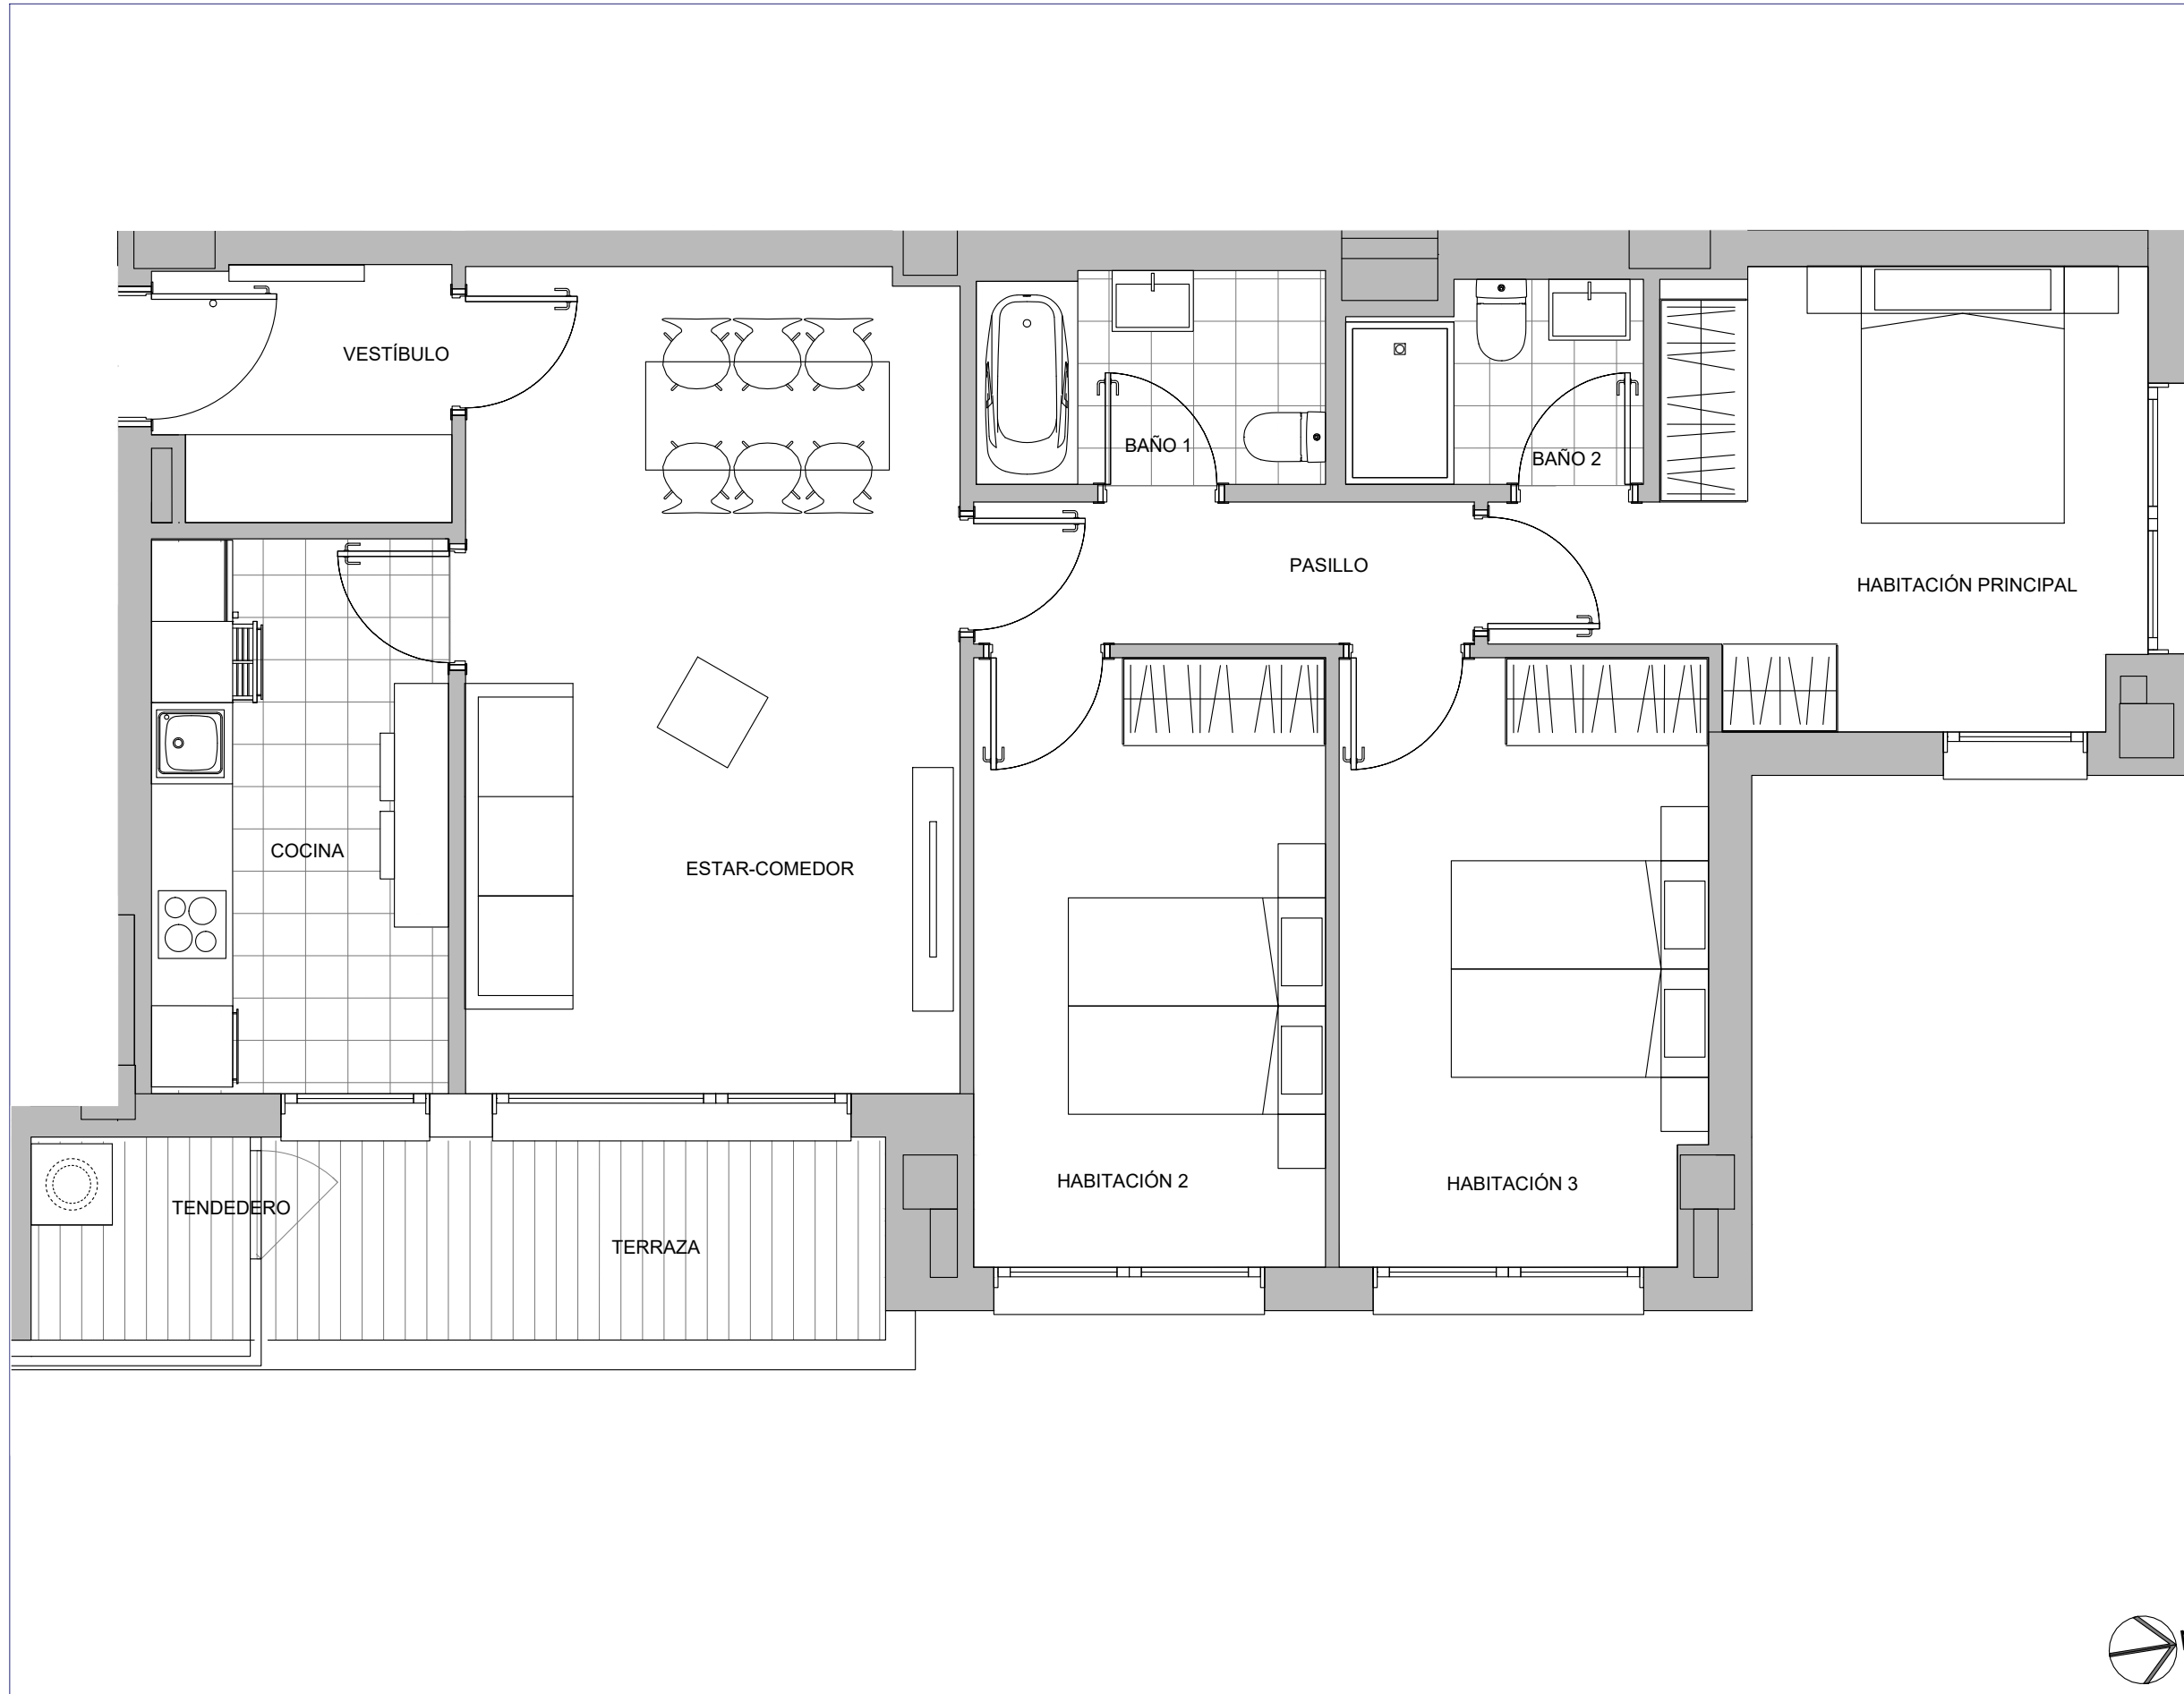 VESTÍBULO
BAÑO 1
BAÑO 2
PASILLO
HABITACIÓN PRINCIPAL
COCINA
ESTAR-COMEDOR
HABITACIÓN 2
HABITACIÓN 3
TENDEDERO
TERRAZA